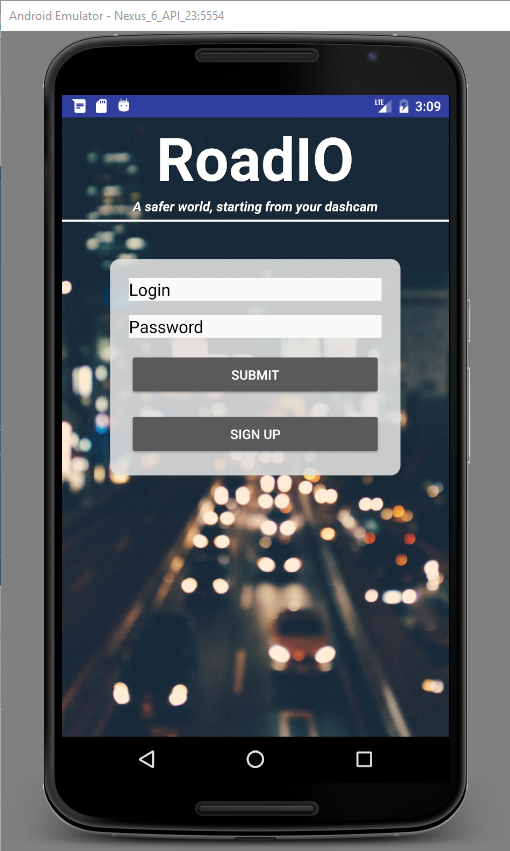 Android Emulator - Nexus_6_API_23:5554
LTE 3:09
RoadIO
A safer world, starting from your dashcam
Login
Password
SUBMIT
SIGN UP